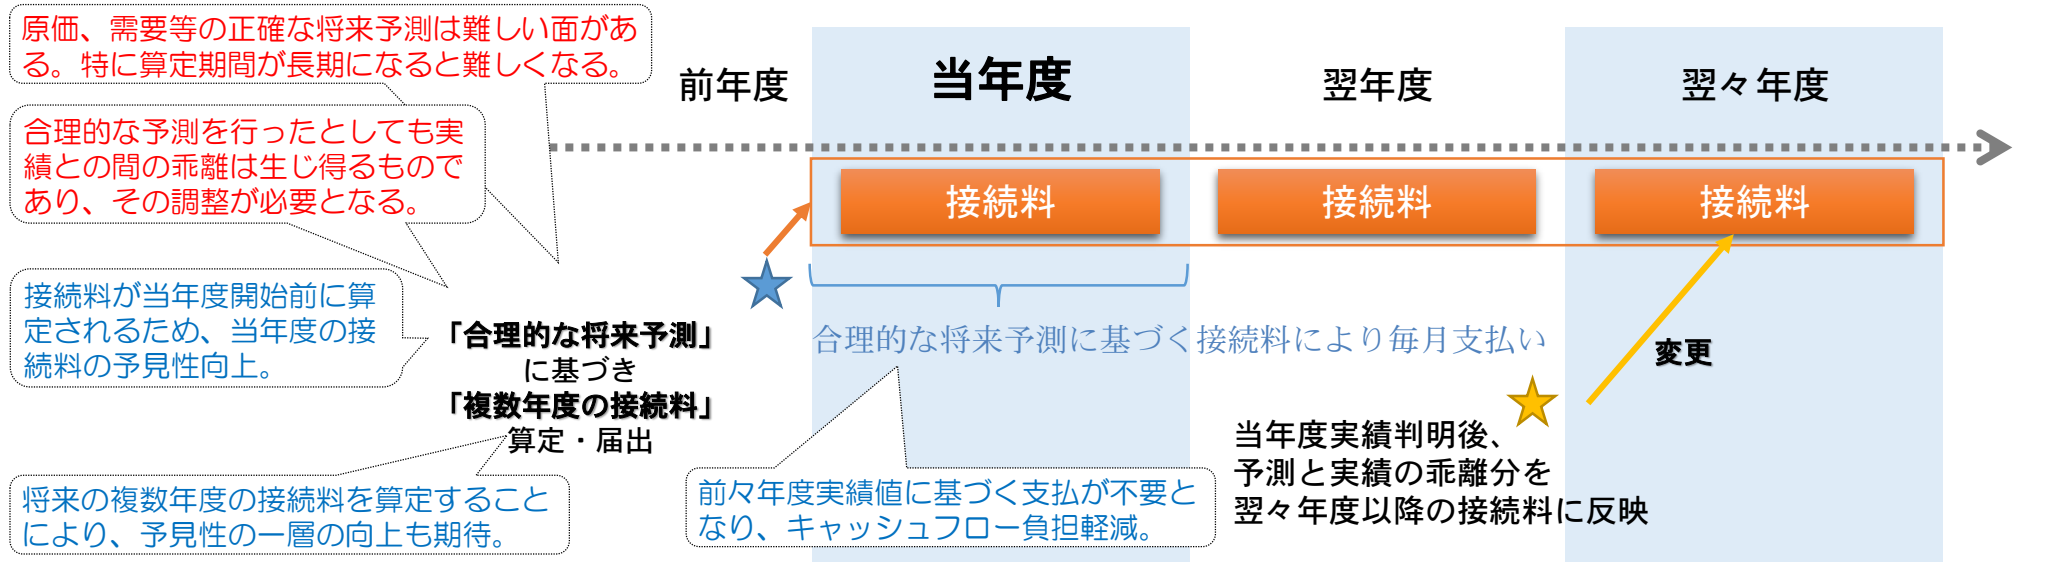 原価、需要等の正確な将来予測は難しい面があ
る。特に算定期間が長期になると難しくなる。
合理的な予測を行ったとしても実
績との間の乖離は生じ得るもので
あり、その調整が必要となる。
接続料が当年度開始前に算
定されるため、当年度の接
続料の予見性向上。
「合理的な将来予測」
に基づき
「複数年度の接続料」
算定・届出
将来の複数年度の接続料を算定すること
により、予見性の一層の向上も期待。
前年度
当年度
翌年度
翌々年度
接続料
接続料
接続料
合理的な将来予測に基づく接続料により毎月支払い
変更
前々年度実績値に基づく支払が不要と
なり、キャッシュフロー負担軽減。
当年度実績判明後、
予測と実績の乖離分を
翌々年度以降の接続料に反映